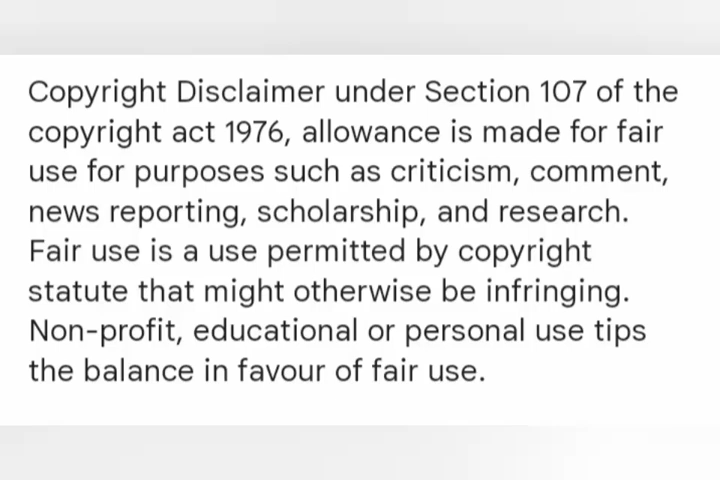 Copyright Disclaimer under Section 107 of the
copyright act 1976, allowance is made for fair
use for purposes such as criticism, comment,
news reporting, scholarship, and research.
Fair use is a use permitted by copyright
statute that might otherwise be infringing.
Non-profit, educational or personal use tips
the balance in favour of fair use.